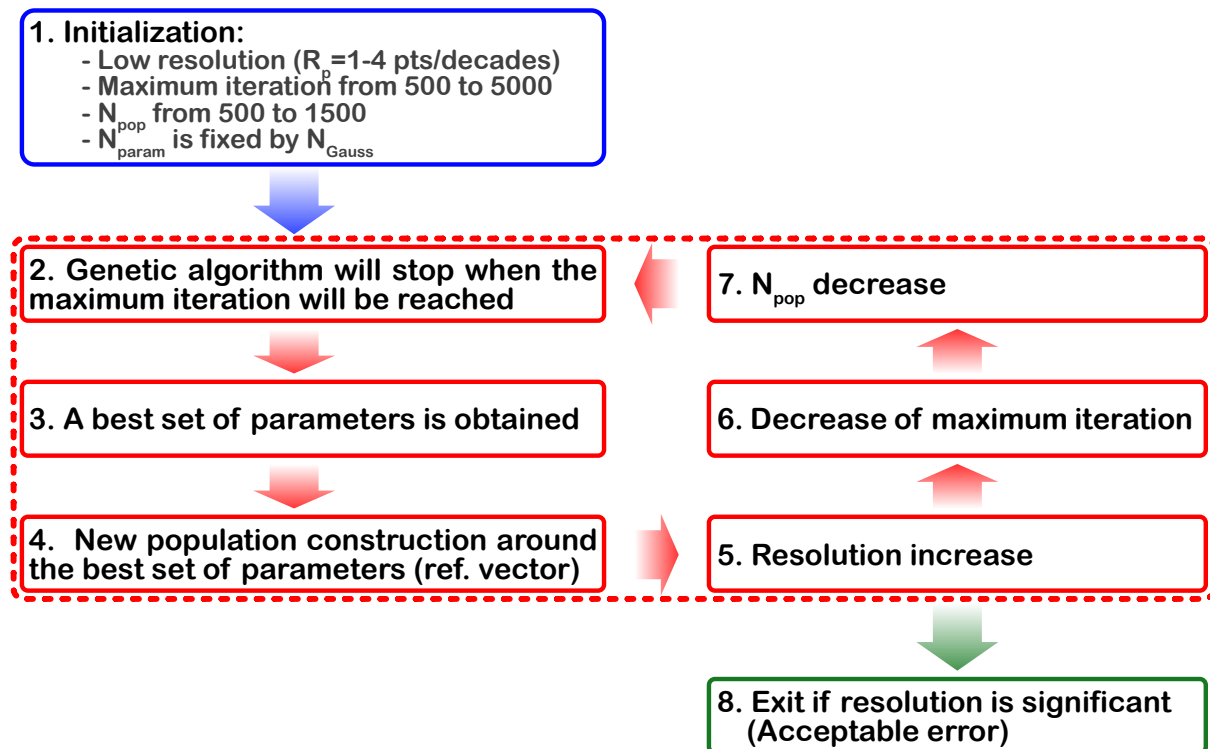 1. Initialization:
- Low resolution (Rp=1-4 pts/decades)
- Maximum iteration from 500 to 5000
- Npop from 500 to 1500
- Nparam is fixed by NGauss
2. Genetic algorithm will stop when the
maximum iteration will be reached
3. A best set of parameters is obtained
4. New population construction around
the best set of parameters (ref. vector)
5. Resolution increase
6. Decrease of maximum iteration
7. Npop decrease
8. Exit if resolution is significant
(Acceptable error)